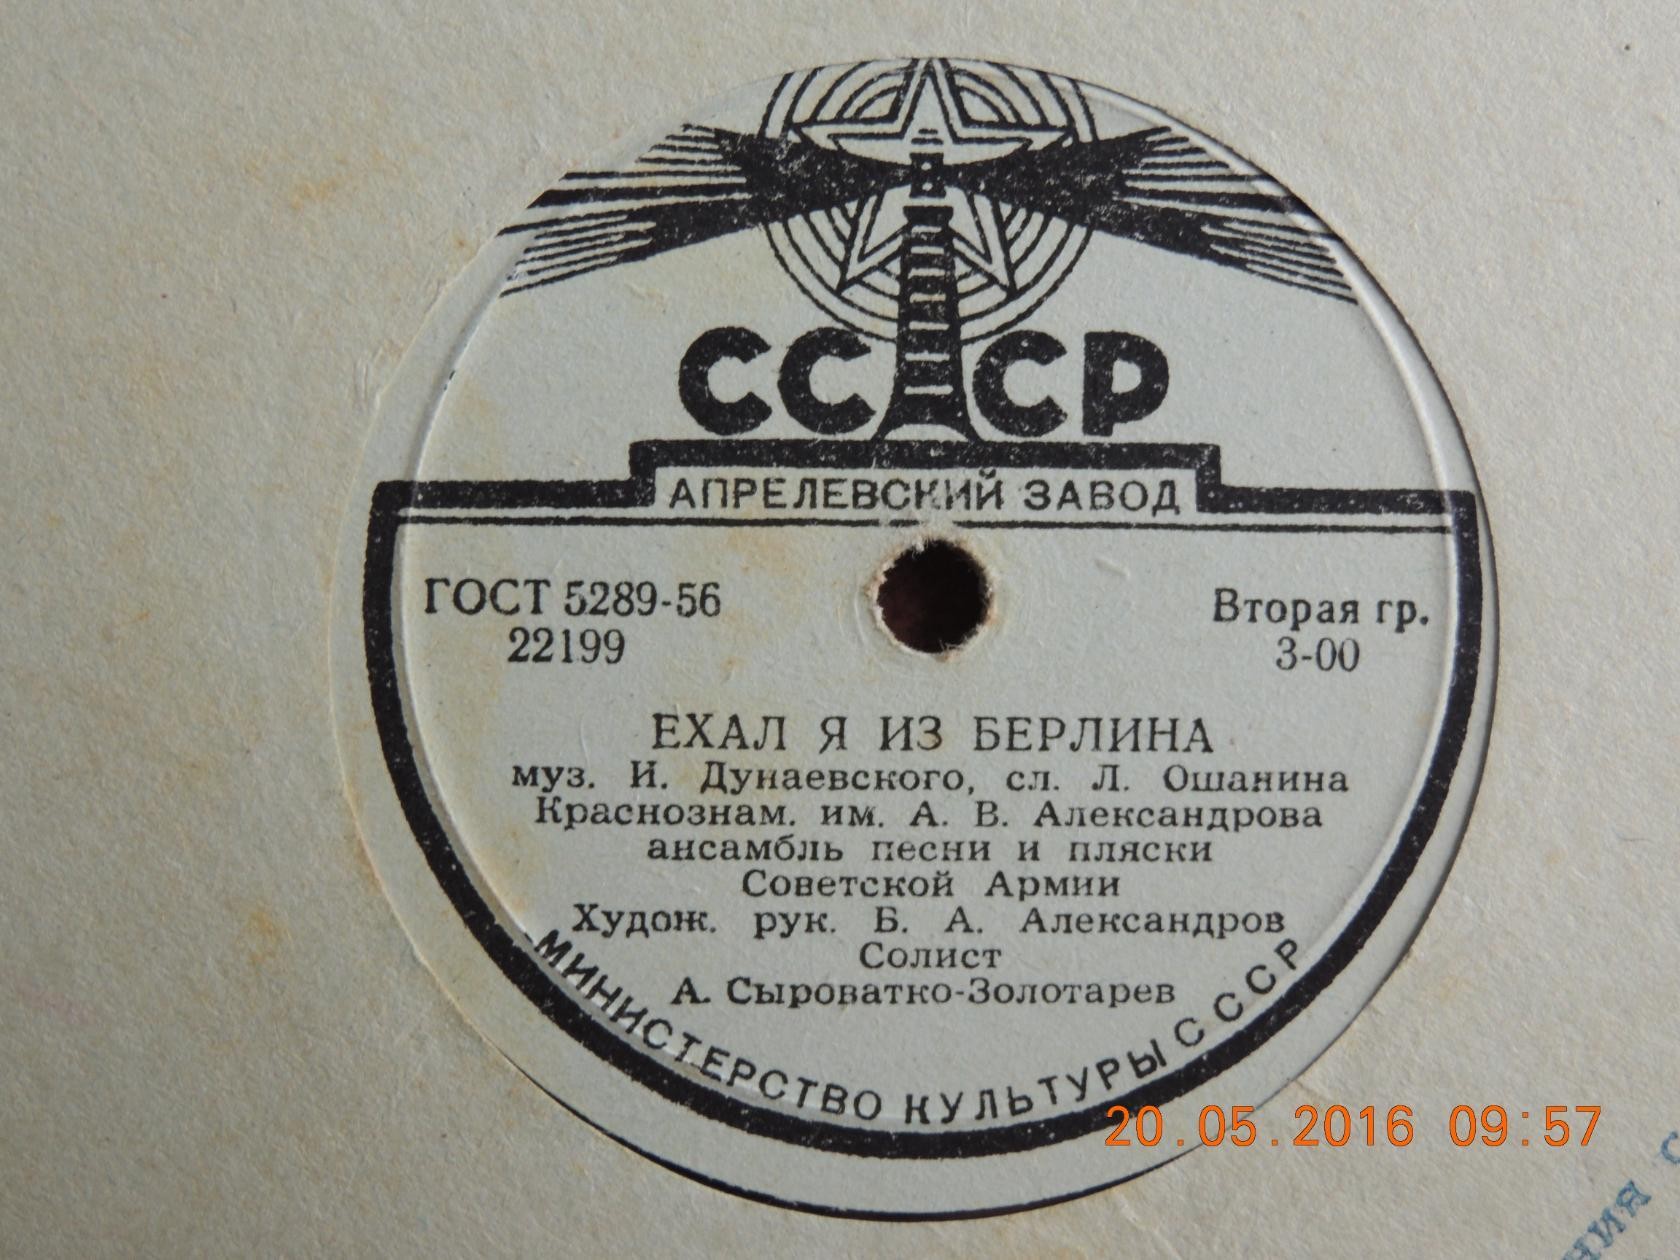 СССР
АПРЕЛЕВСКИЙ ЗАВОД
ГОСТ 5289-56
22199
Вторая гр.
3-00
ЕХАЛ Я ИЗ БЕРЛИНА
муз. И. Дунаевского, сл. Л. Ошанина
Краснознам. им. А. В. Александрова
ансамбль песни и пляски
Советской Армии
Худож. рук. Б. А. Александров
Солист
А. Сыроватко-Золотарев
МИНИСТЕРСТВО КУЛЬТУРЫ СССР
20.05.2016 09:57